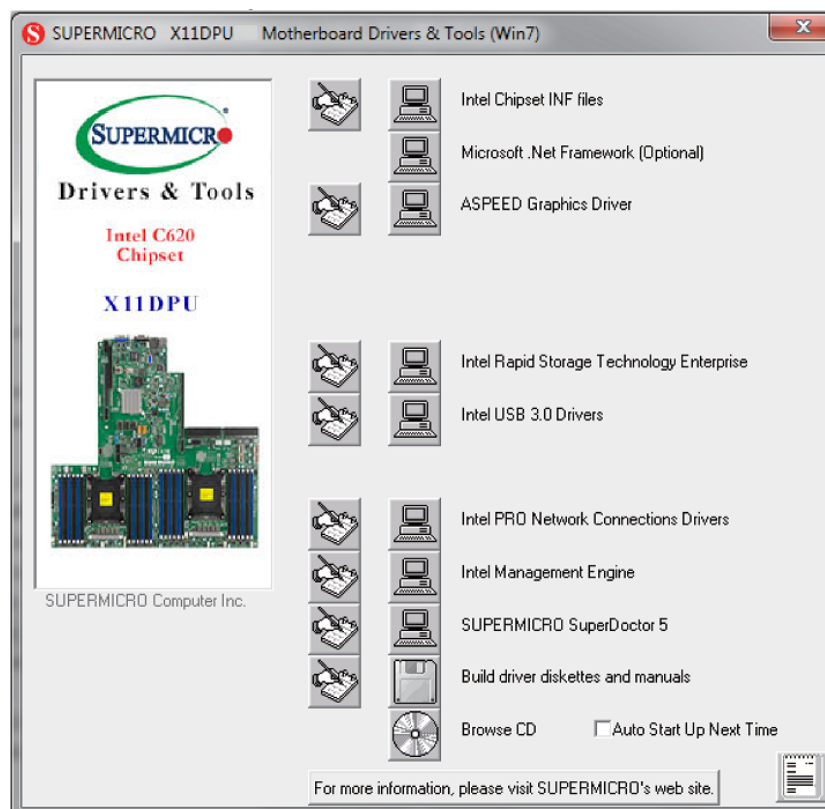 SUPERMICRO X11DPU Motherboard Drivers & Tools (Win7)
SUPERMICRO
Drivers & Tools
Intel C620
Chipset
X11DPU
SUPERMICRO Computer Inc.
Intel Chipset INF files
Microsoft .Net Framework (Optional)
ASPEED Graphics Driver
Intel Rapid Storage Technology Enterprise
Intel USB 3.0 Drivers
Intel PRO Network Connections Drivers
Intel Management Engine
SUPERMICRO SuperDoctor 5
Build driver diskettes and manuals
Browse CD Auto Start Up Next Time
For more information, please visit SUPERMICRO's web site.